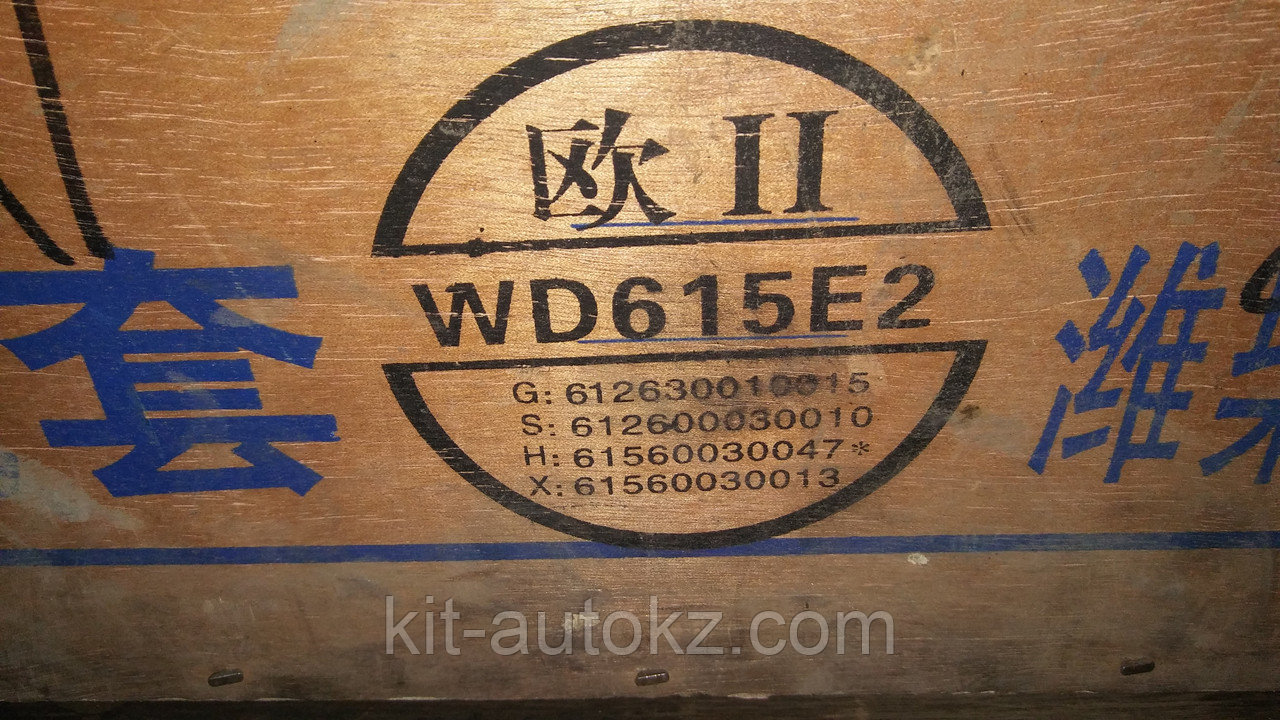 欧 II
WD615E2
G: 612630010015
S: 612600030010
H: 61560030047*
X: 61560030013
套
潍
kit-autokz.com